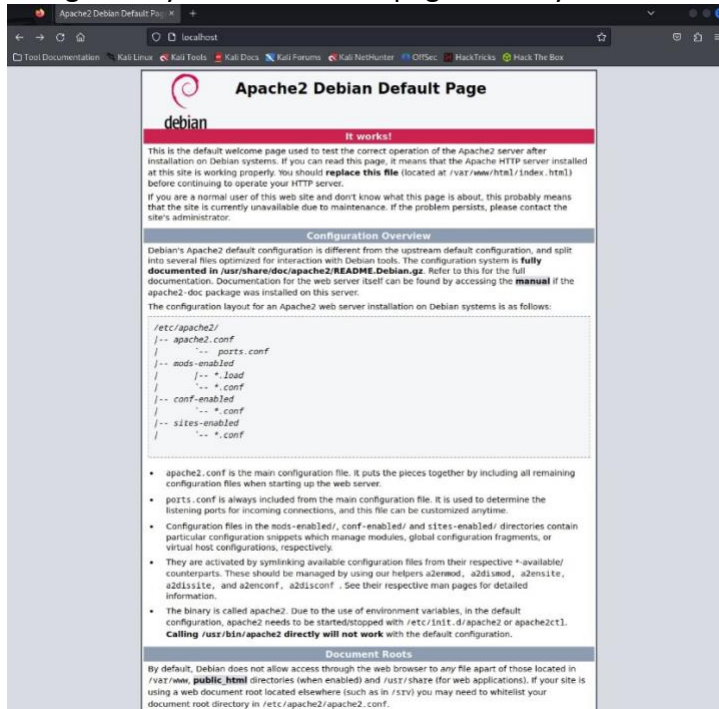 Apache2 Debian Default Pag
localhost
Tool Documentation Kali Linux Kali Tools Kali Docs Kali Forums Kali NetHunter OffSec HackTricks Hack The Box
Apache2 Debian Default Page
debian
It works!
This is the default welcome page used to test the correct operation of the Apache2 server after
installation on Debian systems. If you can read this page, it means that the Apache HTTP server installed
at this site is working properly. You should replace this file (located at /var/www/html/index.html)
before continuing to operate your HTTP server.
If you are a normal user of this web site and don't know what this page is about, this probably means
that the site is currently unavailable due to maintenance. If the problem persists, please contact the
site's administrator.
Configuration Overview
Debian's Apache2 default configuration is different from the upstream default configuration, and split
into several files optimized for interaction with Debian tools. The configuration system is fully
documented in /usr/share/doc/apache2/README.Debian.gz. Refer to this for the full
documentation. Documentation for the web server itself can be found by accessing the manual if the
apache2-doc package was installed on this server.
The configuration layout for an Apache2 web server installation on Debian systems is as follows:
/etc/apache2/
|-- apache2.conf
|       `--  ports.conf
|-- mods-enabled
|       |-- *.load
|       `-- *.conf
|-- conf-enabled
|       `-- *.conf
|-- sites-enabled
|       `-- *.conf
• apache2.conf is the main configuration file. It puts the pieces together by including all remaining
configuration files when starting up the web server.
• ports.conf is always included from the main configuration file. It is used to determine the
listening ports for incoming connections, and this file can be customized anytime.
• Configuration files in the mods-enabled/, conf-enabled/ and sites-enabled/ directories contain
particular configuration snippets which manage modules, global configuration fragments, or
virtual host configurations, respectively.
• They are activated by symlinking available configuration files from their respective *-available/
counterparts. These should be managed by using our helpers a2enmod, a2dismod, a2ensite,
a2dissite, and a2enconf, a2disconf . See their respective man pages for detailed
information.
• The binary is called apache2. Due to the use of environment variables, in the default
configuration, apache2 needs to be started/stopped with /etc/init.d/apache2 or apache2ctl.
Calling /usr/bin/apache2 directly will not work with the default configuration.
Document Roots
By default, Debian does not allow access through the web browser to any file apart of those located in
/var/www, public_html directories (when enabled) and /usr/share (for web applications). If your site is
using a web document root located elsewhere (such as in /srv) you may need to whitelist your
document root directory in /etc/apache2/apache2.conf.